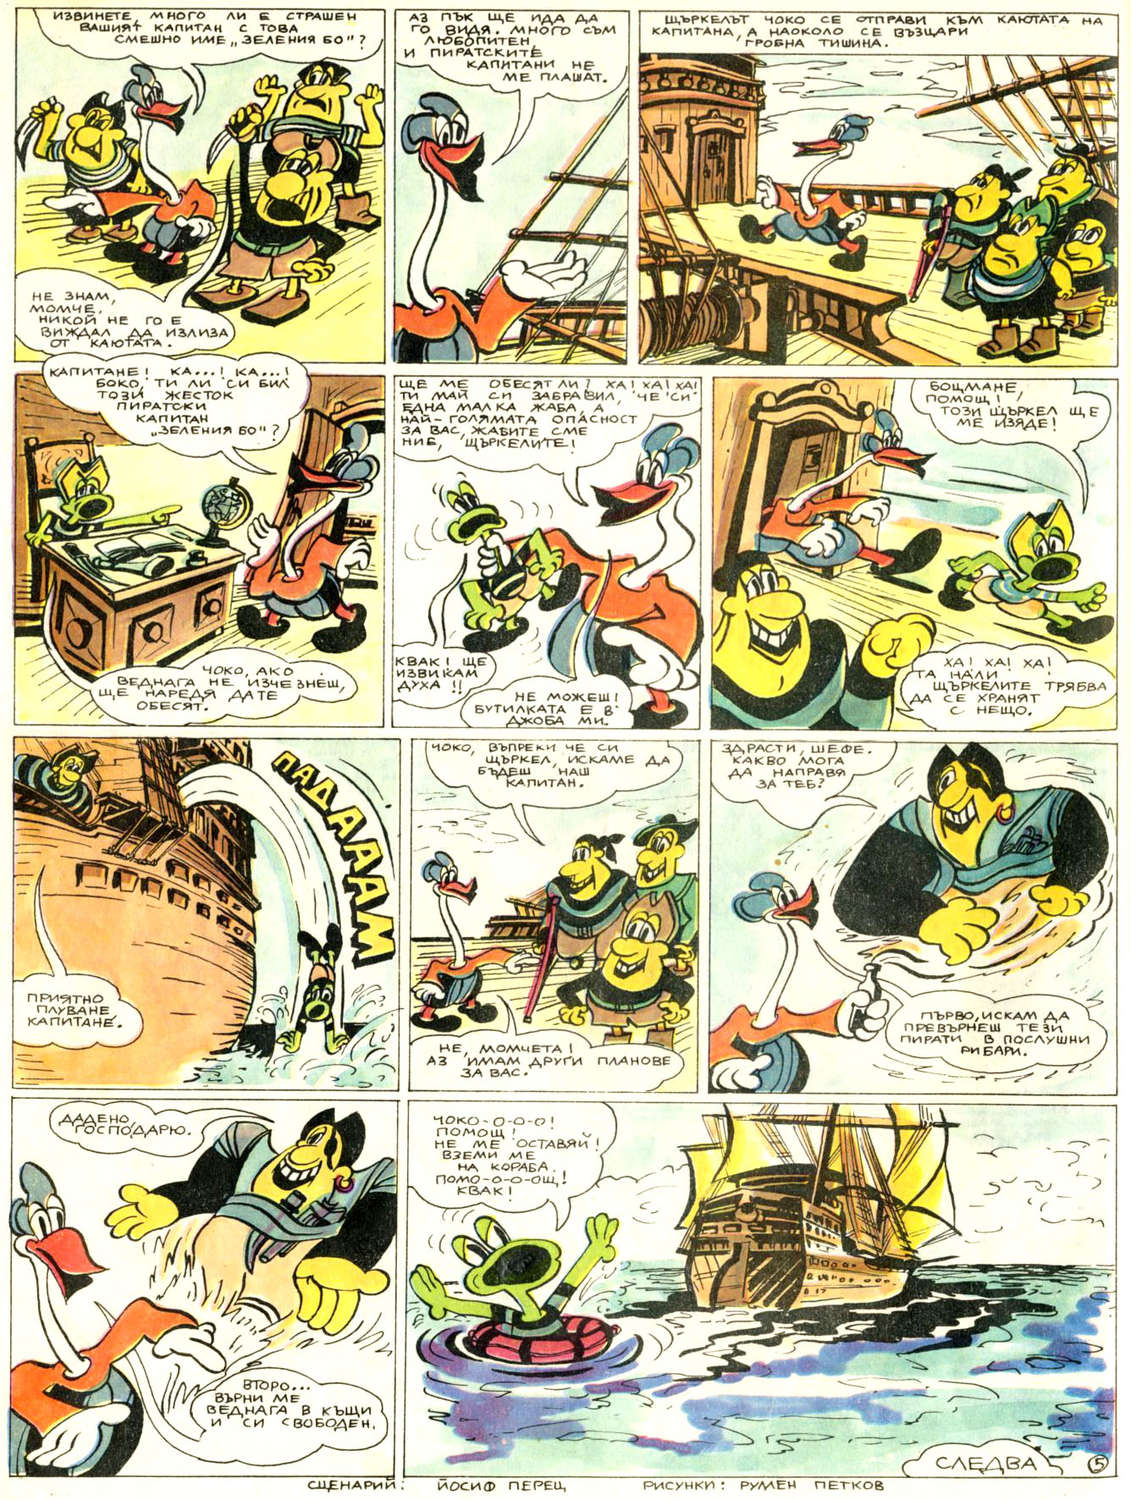 ИЗВИНЕТЕ, МНОГО ЛИ Е СТРАШЕН
ВАШИЯТ КАПИТАН С ТОВА
СМЕШНО ИМЕ „ЗЕЛЕНИЯ БО"?
НЕ ЗНАМ,
МОМЧЕ.
НИКОЙ НЕ ГО Е
ВИЖДАЛ ДА ИЗЛИЗА
ОТ КАЮТАТА.
АЗ ПЪК ЩЕ ИДА ДА
ГО ВИДЯ. МНОГО СЪМ
ЛЮБОПИТЕН,
И ПИРАТСКИТЕ
КАПИТАНИ НЕ
МЕ ПЛАШАТ.
ЩЪРКЕЛЪТ ЧОКО СЕ ОТПРАВИ КЪМ КАЮТАТА НА
КАПИТАНА, А НАОКОЛО СЕ ВЪЗЦАРИ
ГРОБНА ТИШИНА.
КАПИТАНЕ! КА...! КА...!
БОКО, ТИ ЛИ СИ БИЛ
ТОЗИ ЖЕСТОК
ПИРАТСКИ
КАПИТАН
„ЗЕЛЕНИЯ БО"?
ЧОКО, АКО
ВЕДНАГА НЕ ИЗЧЕЗНЕШ,
ЩЕ НАРЕДЯ ДА ТЕ
ОБЕСЯТ.
ЩЕ МЕ ОБЕСЯТ ЛИ? ХА! ХА! ХА!
ТИ МАЙ СИ ЗАБРАВИЛ, ЧЕ СИ
ЕДНА МАЛКА ЖАБА, А
НАЙ-ГОЛЯМАТА ОПАСНОСТ
ЗА ВАС, ЖАБИТЕ СМЕ
НИЕ, ЩЪРКЕЛИТЕ!
КВАК! ЩЕ
ИЗВИКАМ
ДУХА!!
НЕ МОЖЕШ!
БУТИЛКАТА Е В
ДЖОБА МИ.
БОЦМАНЕ,
ПОМОЩ!
ТОЗИ ЩЪРКЕЛ ЩЕ
МЕ ИЗЯДЕ!
ХА! ХА! ХА!
ТА НАЛИ
ЩЪРКЕЛИТЕ ТРЯБВА
ДА СЕ ХРАНЯТ
С НЕЩО.
ПАДАААМ
ПРИЯТНО
ПЛУВАНЕ
КАПИТАНЕ.
ЧОКО, ВЪПРЕКИ ЧЕ СИ
ЩЪРКЕЛ, ИСКАМЕ ДА
БЪДЕШ НАШ
КАПИТАН.
НЕ, МОМЧЕТА!
АЗ ИМАМ ДРУГИ ПЛАНОВЕ
ЗА ВАС.
ЗДРАСТИ, ШЕФЕ.
КАКВО МОГА
ДА НАПРАВЯ
ЗА ТЕБ?
ПЪРВО, ИСКАМ ДА
ПРЕВЪРНЕШ ТЕЗИ
ПИРАТИ В ПОСЛУШНИ
РИБАРИ.
ДАДЕНО,
ГОСПОДАРЮ.
ВТОРО...
ВЪРНИ МЕ
ВЕДНАГА В КЪЩИ
И СИ СВОБОДЕН.
ЧОКО-О-О-О!
ПОМОЩ!
НЕ МЕ ОСТАВЯЙ!
ВЗЕМИ МЕ
НА КОРАБА.
ПОМО-О-О-ОЩ!
КВАК!
СЛЕДВА
5
СЦЕНАРИЙ: ЙОСИФ ПЕРЕЦ РИСУНКИ: РУМЕН ПЕТКОВ